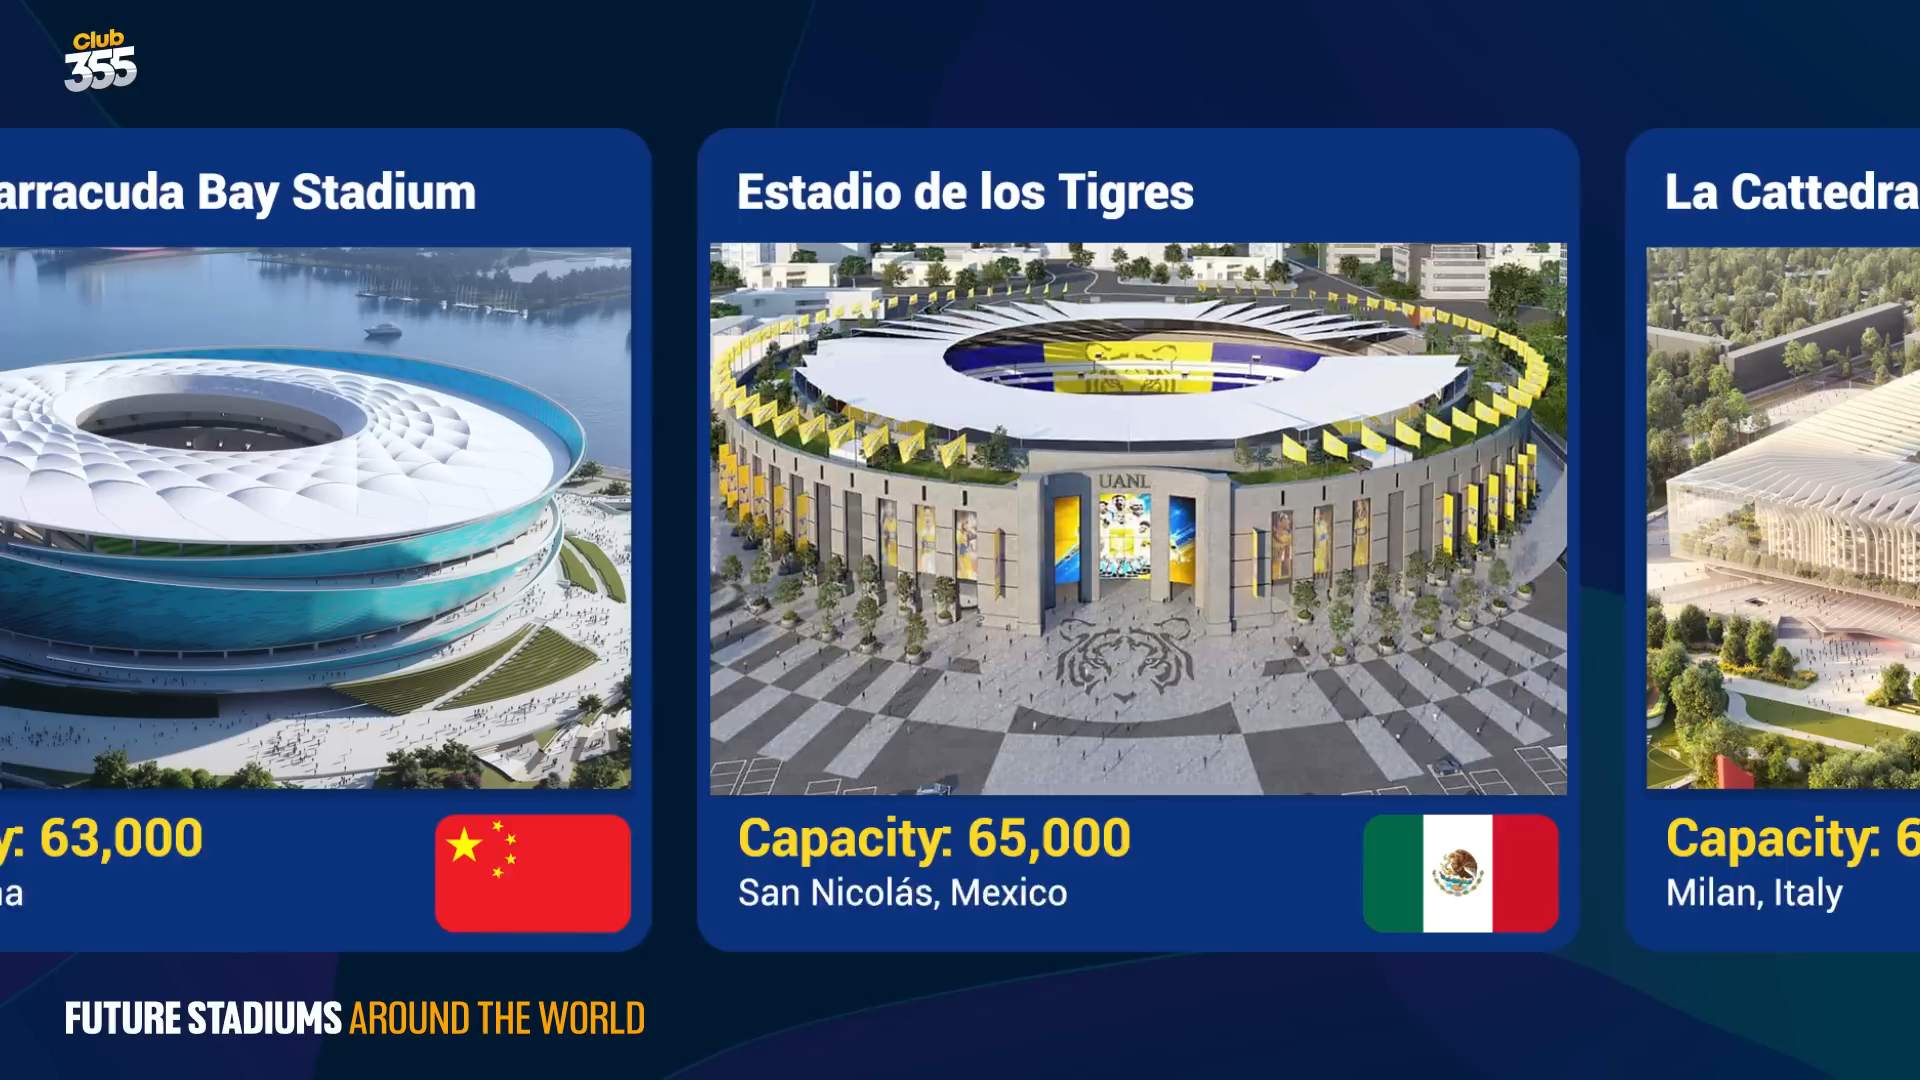 Club
355
arracuda Bay Stadium
y: 63,000
na
Estadio de los Tigres
UANL
Capacity: 65,000
San Nicolás, Mexico
La Cattedra
Capacity: 6
Milan, Italy
FUTURE STADIUMS AROUND THE WORLD